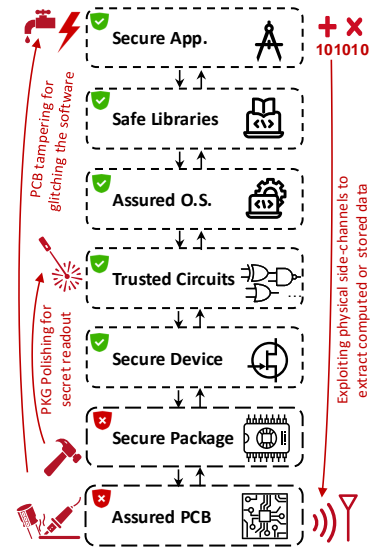 Secure App.
101010
Safe Libraries
Assured O.S.
Trusted Circuits
Secure Device
Secure Package
Assured PCB
PCB tampering for
glitching the software
PKG Polishing for
secret readout
Exploiting physical side-channels to
extract computed or stored data